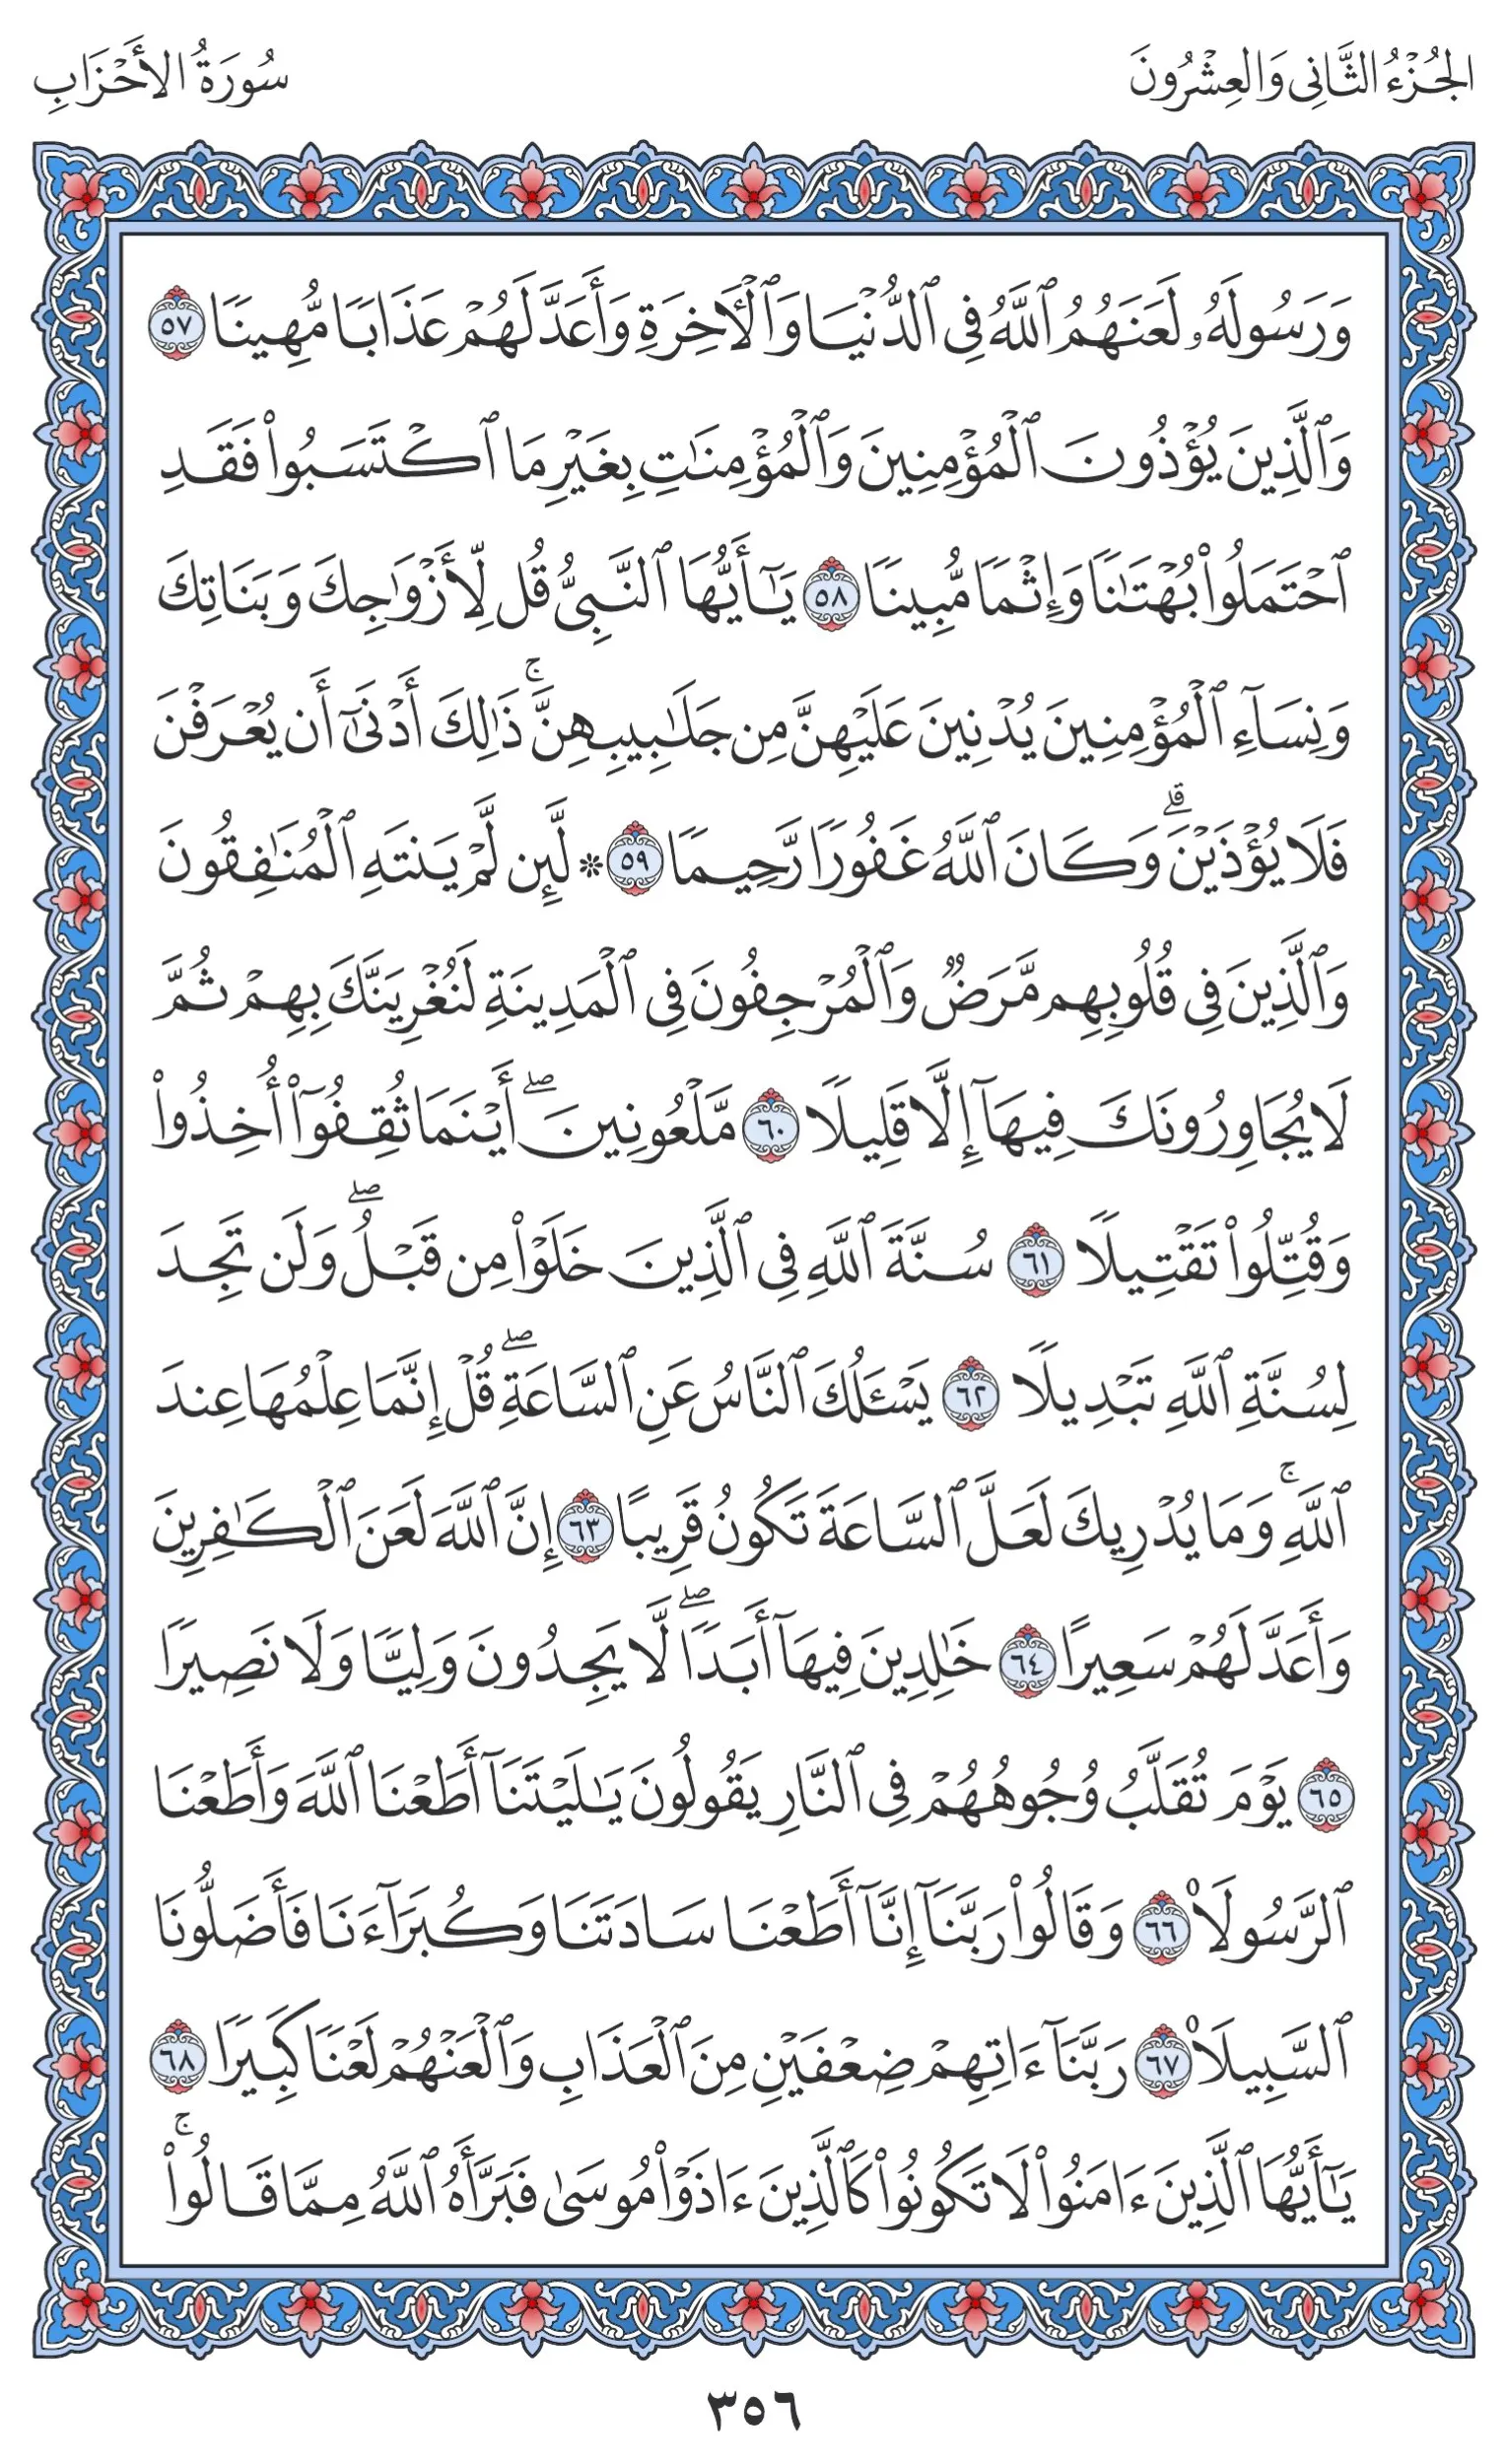 الجُزْءُ الثَّانِي وَالعِشْرُونَ
سُورَةُ الأَحْزَابِ
وَرَسُولَهُۥ لَعَنَهُمُ ٱللَّهُ فِى ٱلدُّنْيَا وَٱلْـَٔاخِرَةِ وَأَعَدَّ لَهُمْ عَذَابًا مُّهِينًا ٥٧
وَٱلَّذِينَ يُؤْذُونَ ٱلْمُؤْمِنِينَ وَٱلْمُؤْمِنَـٰتِ بِغَيْرِ مَا ٱكْتَسَبُوا۟ فَقَدِ
ٱحْتَمَلُوا۟ بُهْتَـٰنًا وَإِثْمًا مُّبِينًا ٥٨ يَـٰٓأَيُّهَا ٱلنَّبِىُّ قُل لِّأَزْوَٰجِكَ وَبَنَاتِكَ
وَنِسَآءِ ٱلْمُؤْمِنِينَ يُدْنِينَ عَلَيْهِنَّ مِن جَلَـٰبِيبِهِنَّ ۚ ذَٰلِكَ أَدْنَىٰٓ أَن يُعْرَفْنَ
فَلَا يُؤْذَيْنَ ۗ وَكَانَ ٱللَّهُ غَفُورًا رَّحِيمًا ٥٩ * لَّئِن لَّمْ يَنتَهِ ٱلْمُنَـٰفِقُونَ
وَٱلَّذِينَ فِى قُلُوبِهِم مَّرَضٌ وَٱلْمُرْجِفُونَ فِى ٱلْمَدِينَةِ لَنُغْرِيَنَّكَ بِهِمْ ثُمَّ
لَا يُجَاوِرُونَكَ فِيهَآ إِلَّا قَلِيلًا ٦٠ مَّلْعُونِينَ ۖ أَيْنَمَا ثُقِفُوٓا۟ أُخِذُوا۟
وَقُتِّلُوا۟ تَقْتِيلًا ٦١ سُنَّةَ ٱللَّهِ فِى ٱلَّذِينَ خَلَوْا۟ مِن قَبْلُ ۖ وَلَن تَجِدَ
لِسُنَّةِ ٱللَّهِ تَبْدِيلًا ٦٢ يَسْـَٔلُكَ ٱلنَّاسُ عَنِ ٱلسَّاعَةِ ۖ قُلْ إِنَّمَا عِلْمُهَا عِندَ
ٱللَّهِ ۚ وَمَا يُدْرِيكَ لَعَلَّ ٱلسَّاعَةَ تَكُونُ قَرِيبًا ٦٣ إِنَّ ٱللَّهَ لَعَنَ ٱلْكَـٰفِرِينَ
وَأَعَدَّ لَهُمْ سَعِيرًا ٦٤ خَـٰلِدِينَ فِيهَآ أَبَدًا ۖ لَّا يَجِدُونَ وَلِيًّا وَلَا نَصِيرًا
٦٥ يَوْمَ تُقَلَّبُ وُجُوهُهُمْ فِى ٱلنَّارِ يَقُولُونَ يَـٰلَيْتَنَآ أَطَعْنَا ٱللَّهَ وَأَطَعْنَا
ٱلرَّسُولَا۠ ٦٦ وَقَالُوا۟ رَبَّنَآ إِنَّآ أَطَعْنَا سَادَتَنَا وَكُبَرَآءَنَا فَأَضَلُّونَا
ٱلسَّبِيلَا۠ ٦٧ رَبَّنَآ ءَاتِهِمْ ضِعْفَيْنِ مِنَ ٱلْعَذَابِ وَٱلْعَنْهُمْ لَعْنًا كَبِيرًا ٦٨
يَـٰٓأَيُّهَا ٱلَّذِينَ ءَامَنُوا۟ لَا تَكُونُوا۟ كَٱلَّذِينَ ءَاذَوْا۟ مُوسَىٰ فَبَرَّأَهُ ٱللَّهُ مِمَّا قَالُوا۟ ۚ
٣٥٦